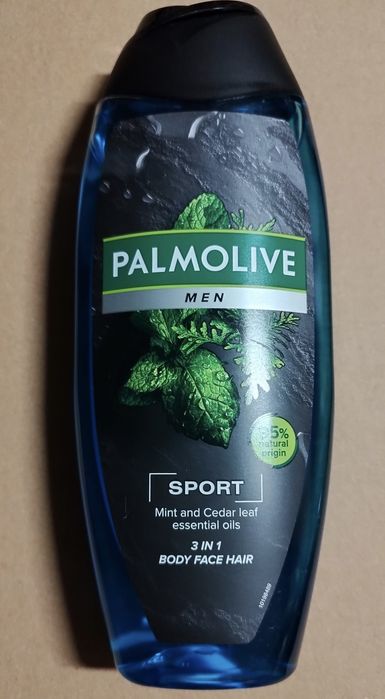 PALMOLIVE
MEN
95%
natural
origin
SPORT
Mint and Cedar leaf
essential oils
3 IN 1
BODY FACE HAIR